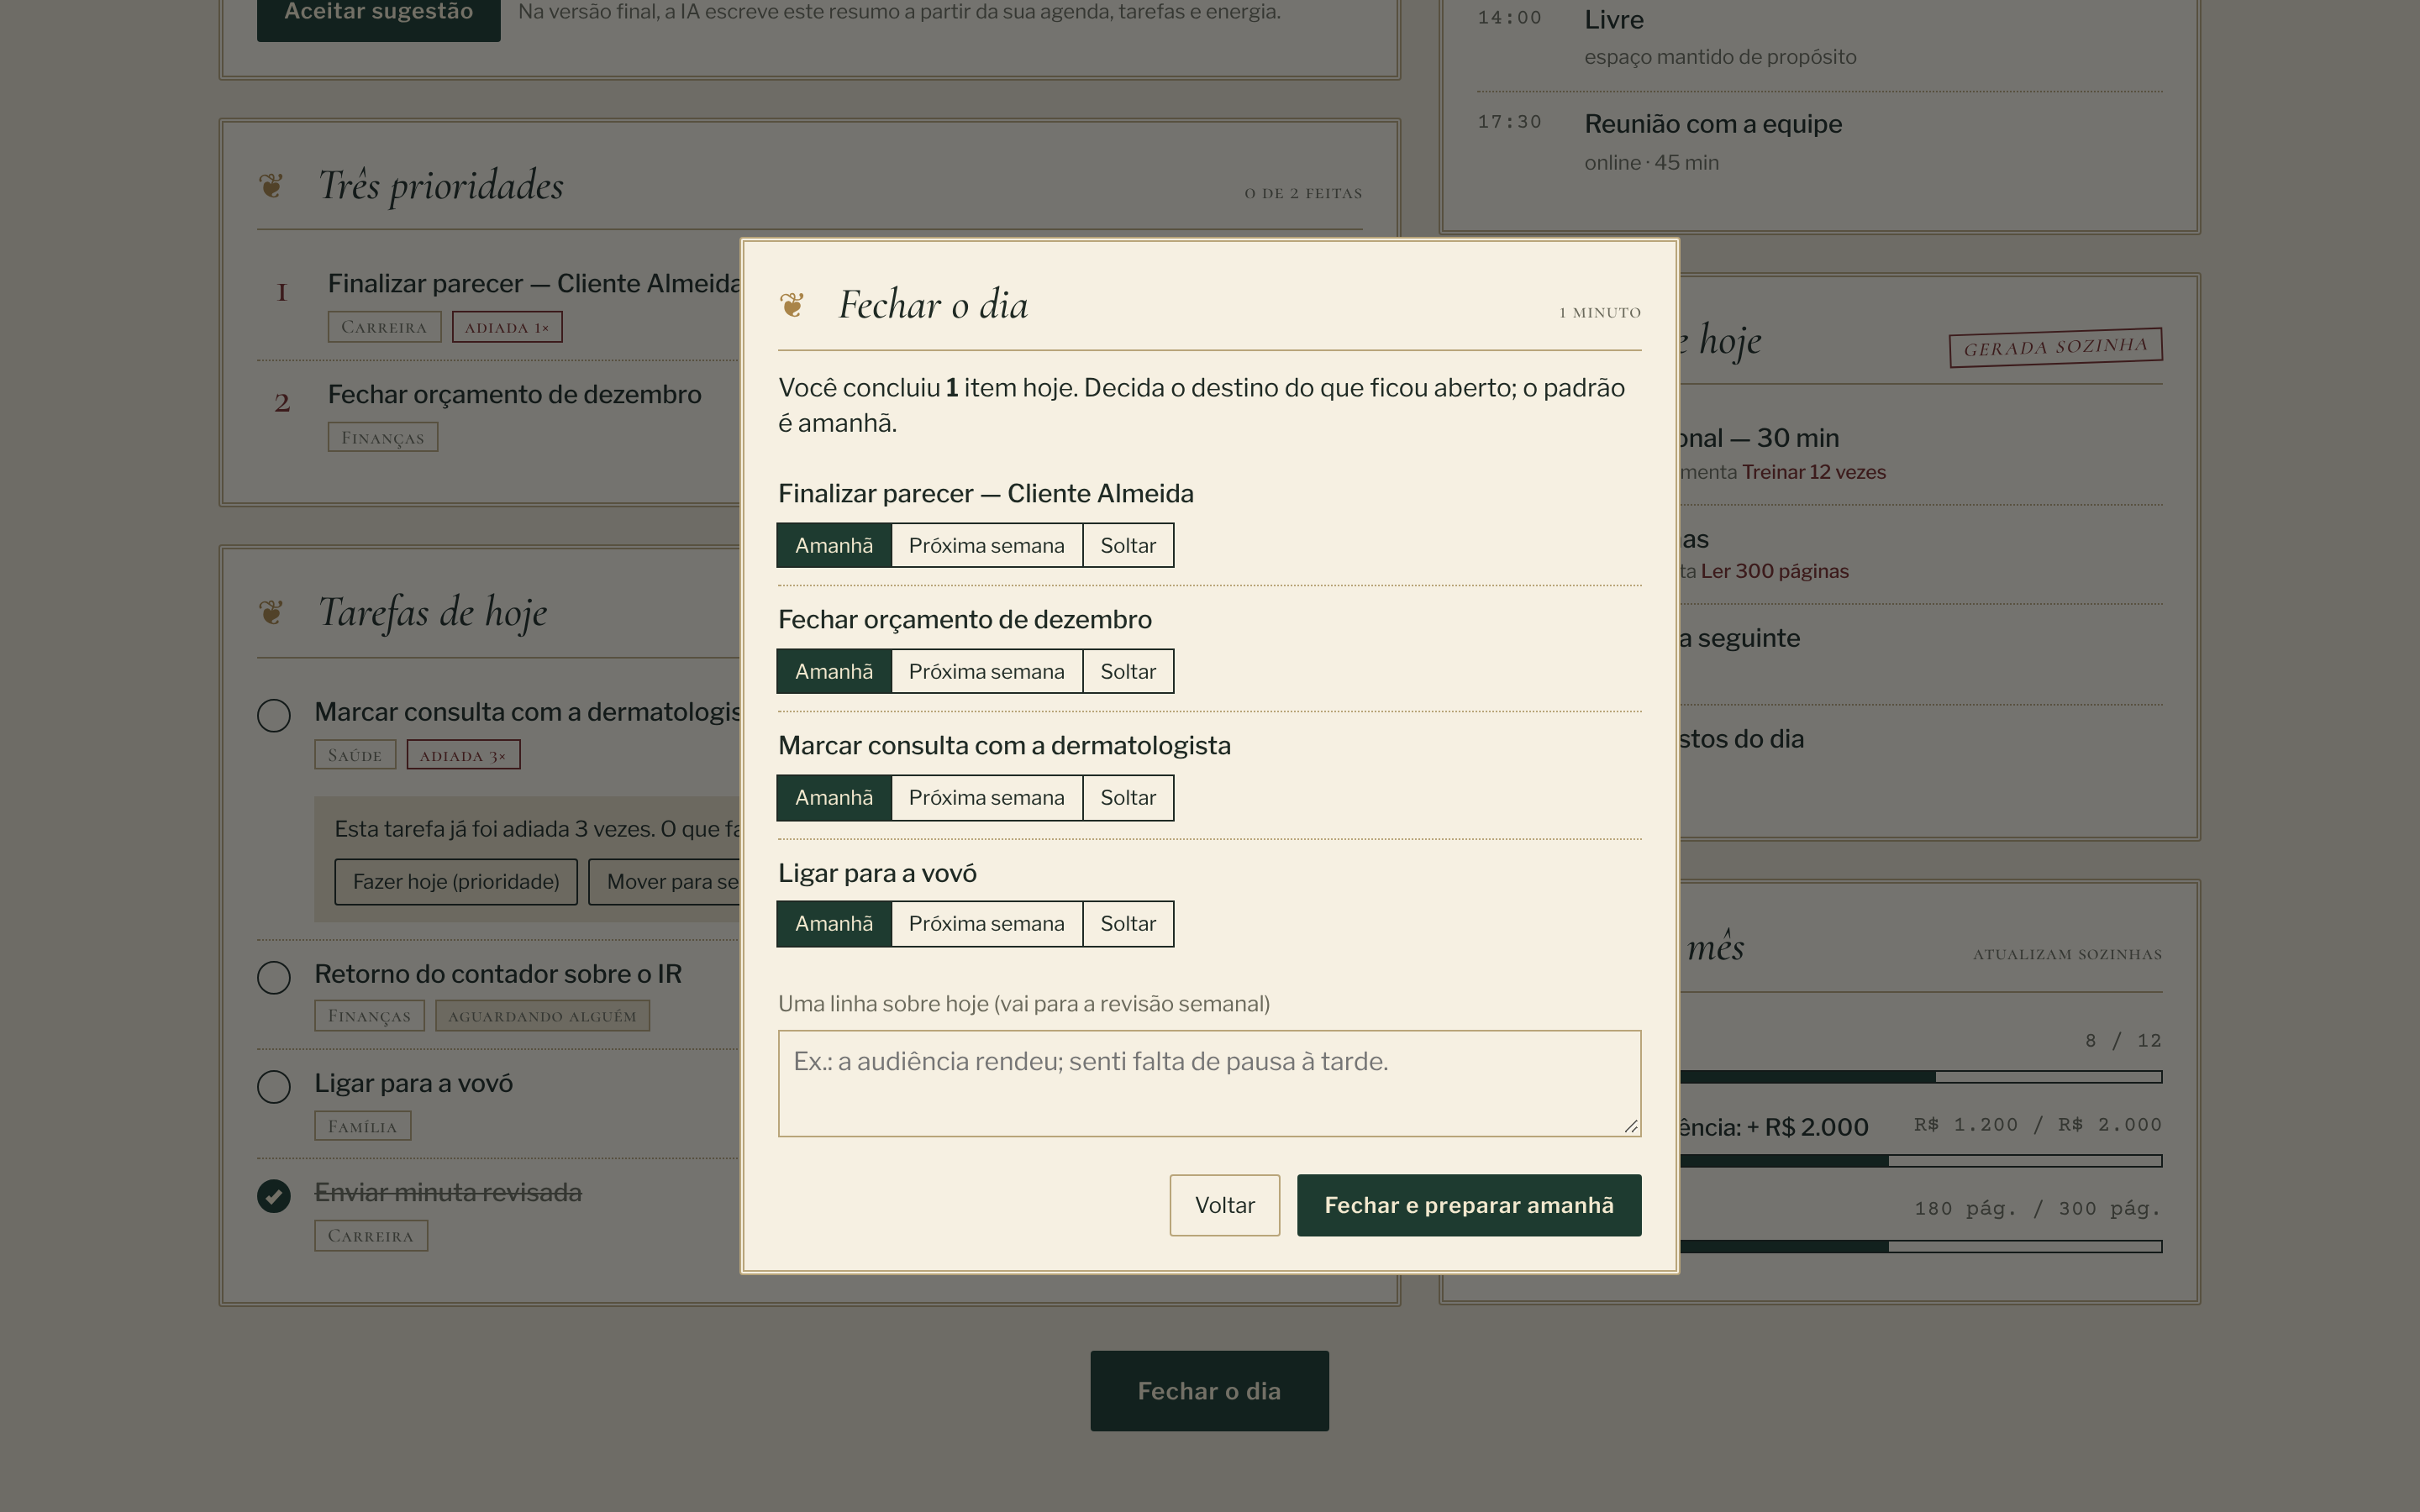 Aceitar sugestão
Na versão final, a IA escreve este resumo a partir da sua agenda, tarefas e energia.
Três prioridades
0 DE 2 FEITAS
1
Finalizar parecer — Cliente Almeida
CARREIRA
ADIADA 1×
2
Fechar orçamento de dezembro
FINANÇAS
Tarefas de hoje
Marcar consulta com a
SAÚDE
ADIADA 3×
Esta tarefa já foi adiada 3 vezes. O que
Fazer hoje (prioridade)
Mover para
Retorno do contador sobre o IR
FINANÇAS
AGUARDANDO ALGUÉM
Ligar para a vovó
FAMÍLIA
Enviar minuta revisada
CARREIRA
14:00
Livre
espaço mantido de propósito
17:30
Reunião com a equipe
online · 45 min
hoje
GERADA SOZINHA
— 30 min
Treinar 12 vezes
Ler 300 páginas
seguinte
do dia
mês
ATUALIZAM SOZINHAS
8 / 12
+ R$ 2.000
R$ 1.200 / R$ 2.000
180 pág. / 300 pág.
Fechar o dia
1 MINUTO
Você concluiu 1 item hoje. Decida o destino do que ficou aberto; o padrão
é amanhã.
Finalizar parecer — Cliente Almeida
Amanhã
Próxima semana
Soltar
Fechar orçamento de dezembro
Amanhã
Próxima semana
Soltar
Marcar consulta com a dermatologista
Amanhã
Próxima semana
Soltar
Ligar para a vovó
Amanhã
Próxima semana
Soltar
Uma linha sobre hoje (vai para a revisão semanal)
Ex.: a audiência rendeu; senti falta de pausa à tarde.
Voltar
Fechar e preparar amanhã
Fechar o dia